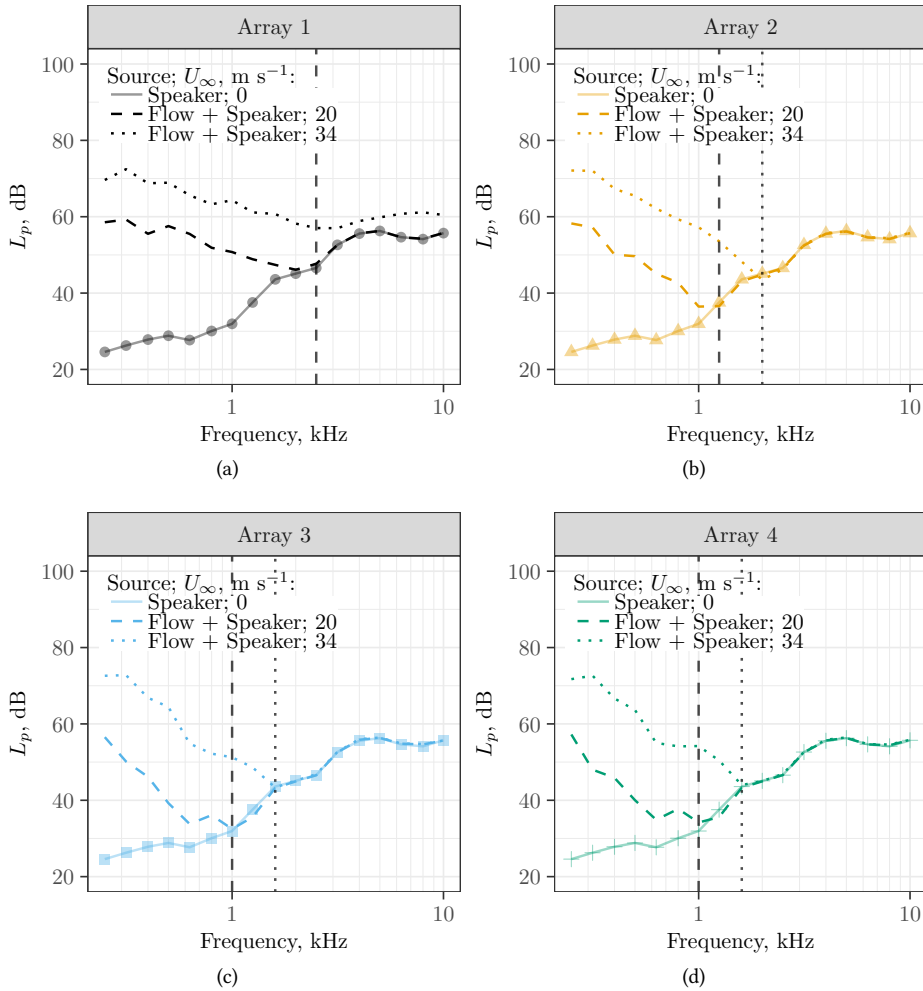 Array 1
Source; U∞, m s⁻¹:
Speaker; 0
Flow + Speaker; 20
Flow + Speaker; 34
100
80
60
40
20
Lp, dB
1
10
Frequency, kHz
(a)
Array 2
Source; U∞, m s⁻¹:
Speaker; 0
Flow + Speaker; 20
Flow + Speaker; 34
100
80
60
40
20
Lp, dB
1
10
Frequency, kHz
(b)
Array 3
Source; U∞, m s⁻¹:
Speaker; 0
Flow + Speaker; 20
Flow + Speaker; 34
100
80
60
40
20
Lp, dB
1
10
Frequency, kHz
(c)
Array 4
Source; U∞, m s⁻¹:
Speaker; 0
Flow + Speaker; 20
Flow + Speaker; 34
100
80
60
40
20
Lp, dB
1
10
Frequency, kHz
(d)